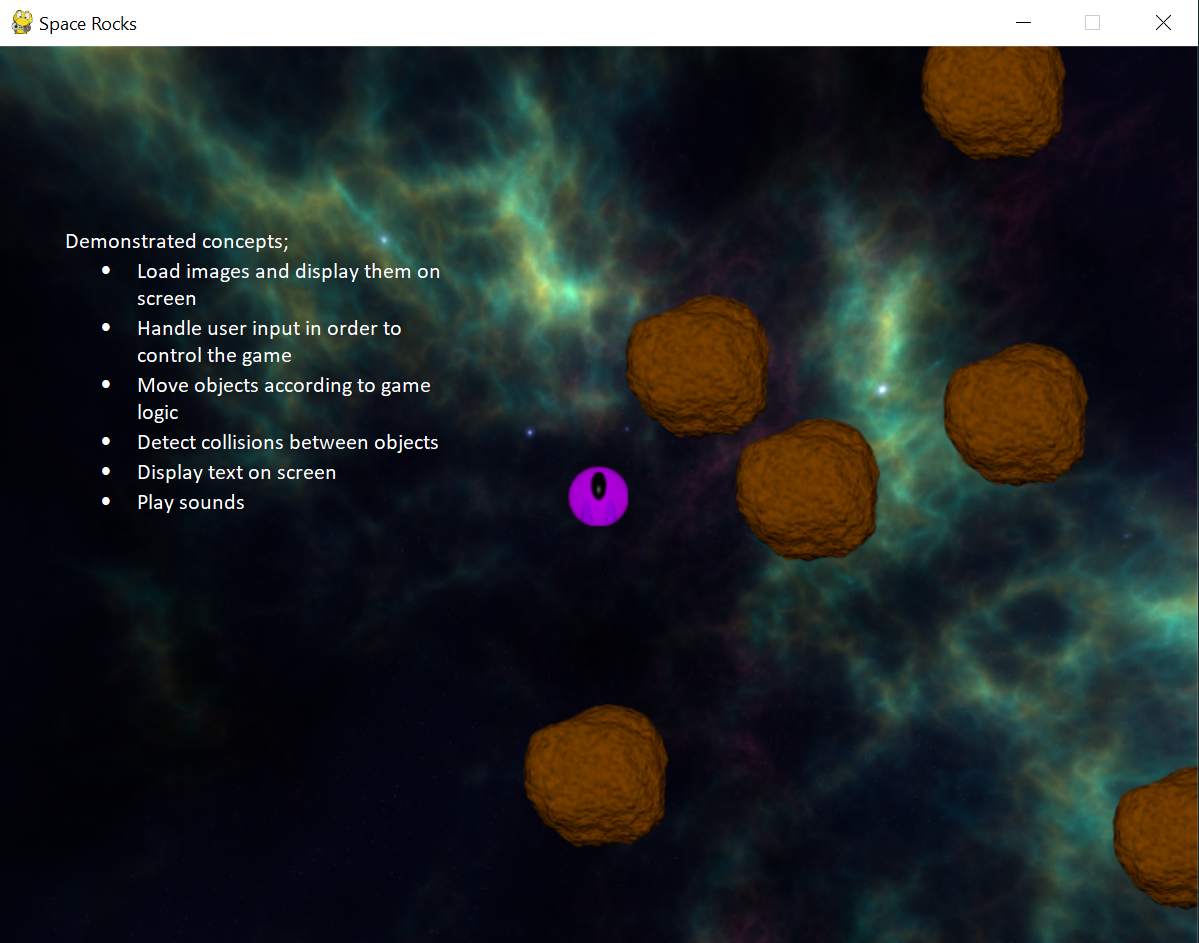 Space Rocks
Demonstrated concepts;
• Load images and display them on
screen
• Handle user input in order to
control the game
• Move objects according to game
logic
• Detect collisions between objects
• Display text on screen
• Play sounds